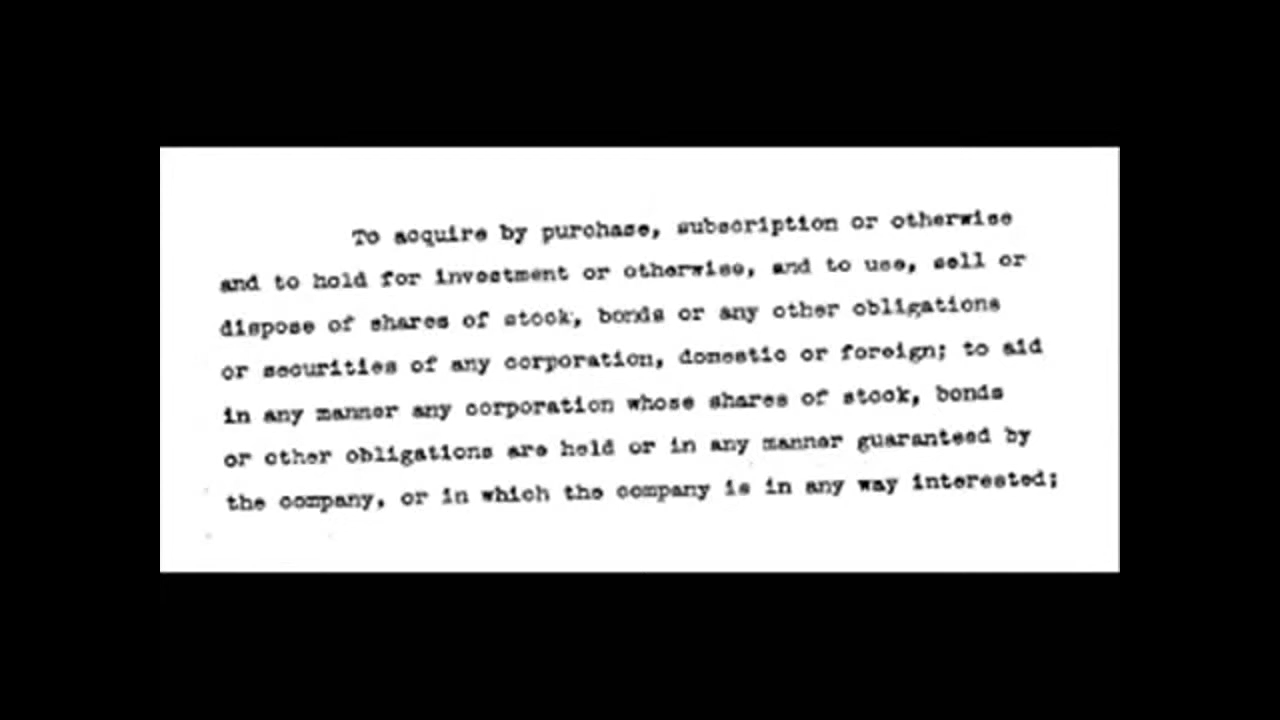 To acquire by purchase, subscription or otherwise
and to hold for investment or otherwise, and to use, sell or
dispose of shares of stock, bonds or any other obligations
or securities of any corporation, domestic or foreign; to aid
in any manner any corporation whose shares of stock, bonds
or other obligations are held or in any manner guaranteed by
the company, or in which the company is in any way interested;